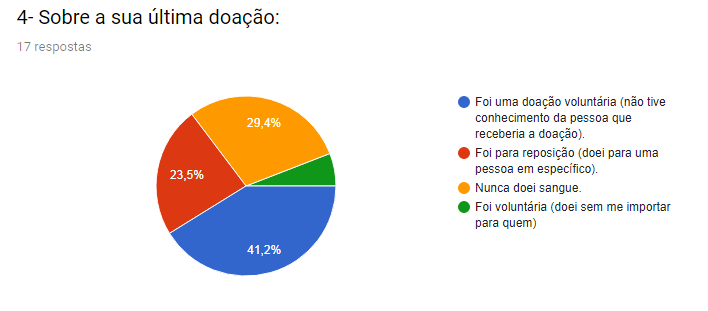 4- Sobre a sua última doação:
17 respostas
29,4%
23,5%
41,2%
Foi uma doação voluntária (não tive
conhecimento da pessoa que
receberia a doação).
Foi para reposição (doei para uma
pessoa em específico).
Nunca doei sangue.
Foi voluntária (doei sem me importar
para quem)